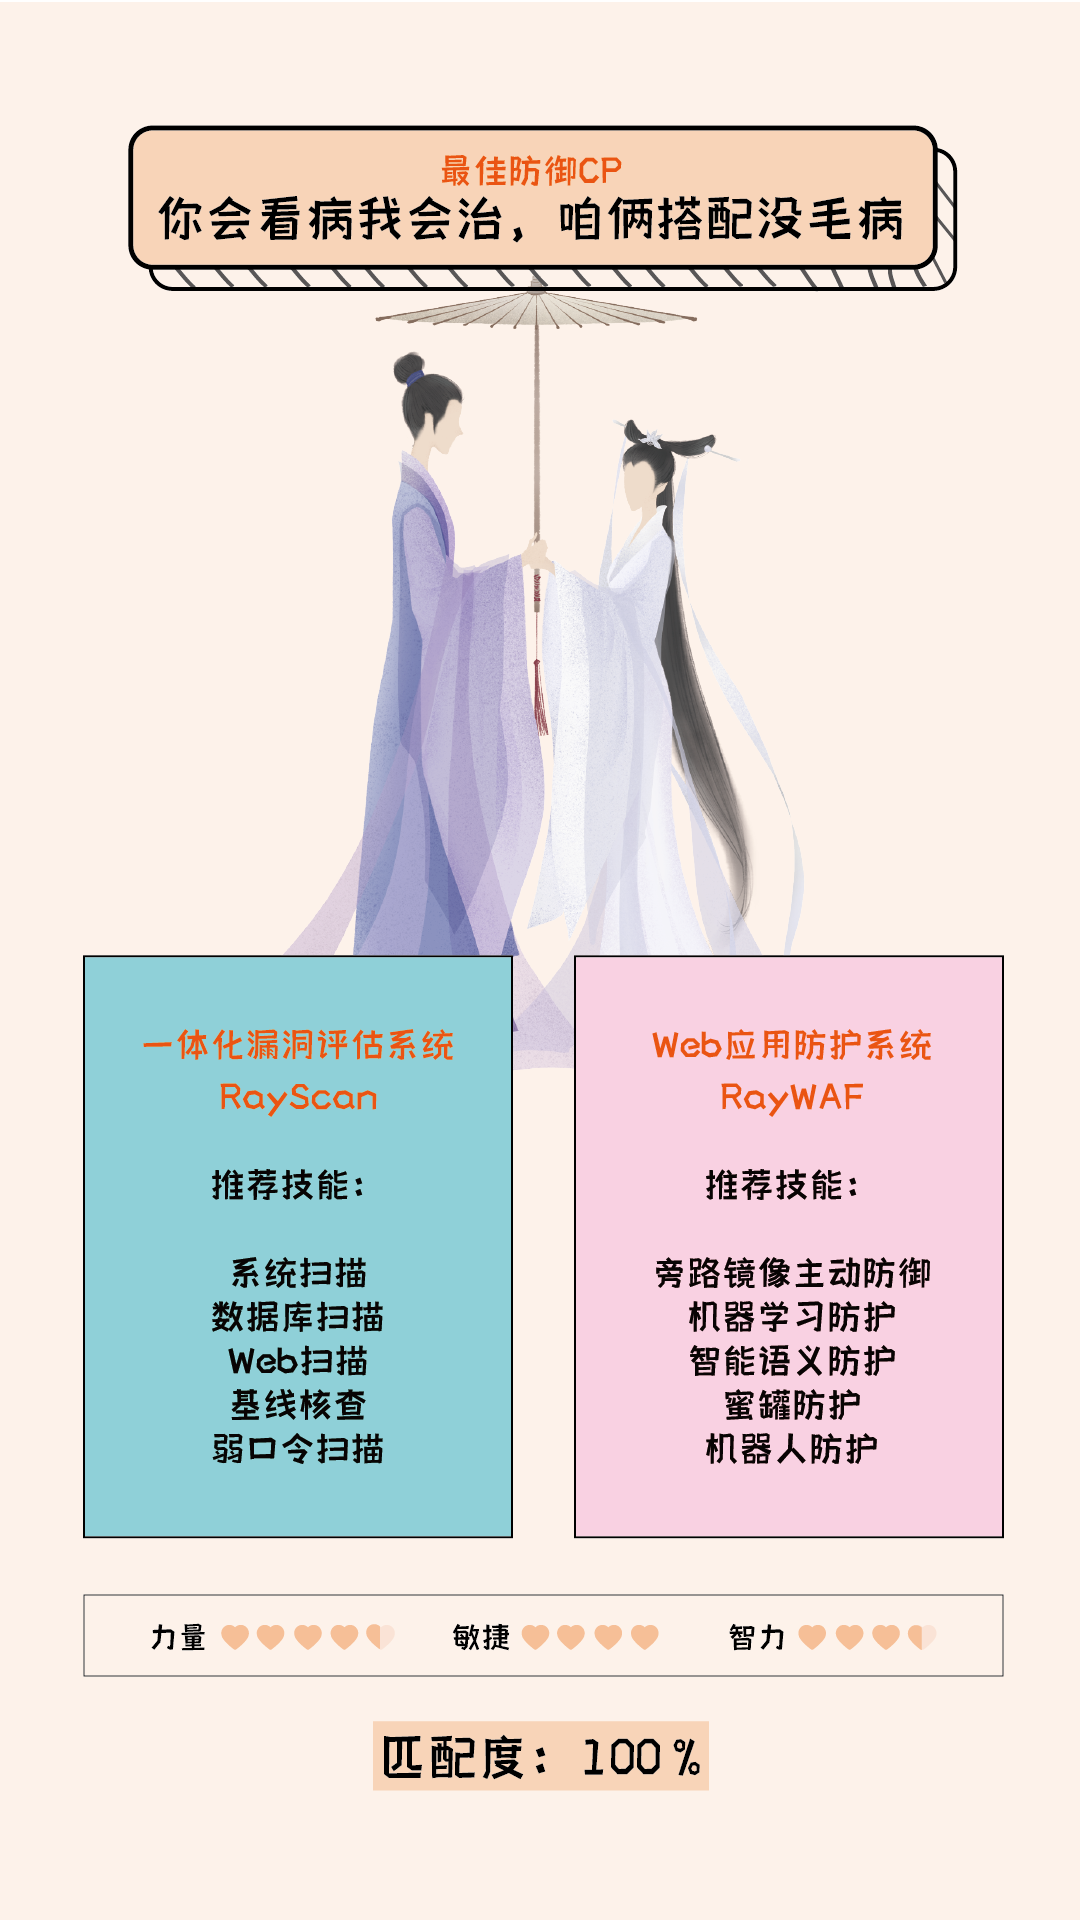 最佳防御CP
你会看病我会治，咱俩搭配没毛病
一体化漏洞评估系统
RayScan
推荐技能：
系统扫描
数据库扫描
Web扫描
基线核查
弱口令扫描
Web应用防护系统
RayWAF
推荐技能：
旁路镜像主动防御
机器学习防护
智能语义防护
蜜罐防护
机器人防护
力量 敏捷 智力
匹配度：100%